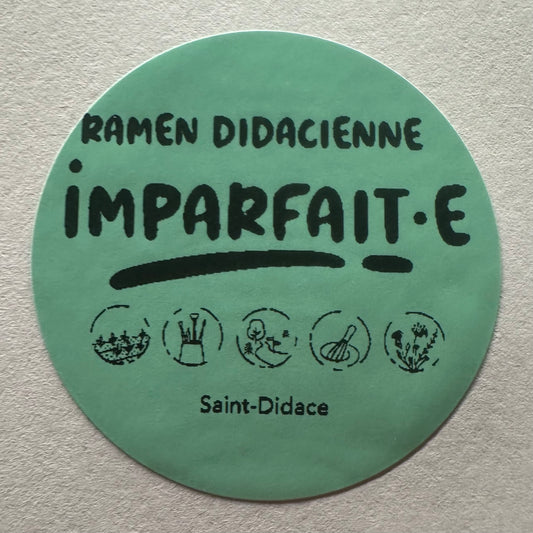 RAMEN DIDACIENNE
iMPARFAIT·E
Saint-Didace